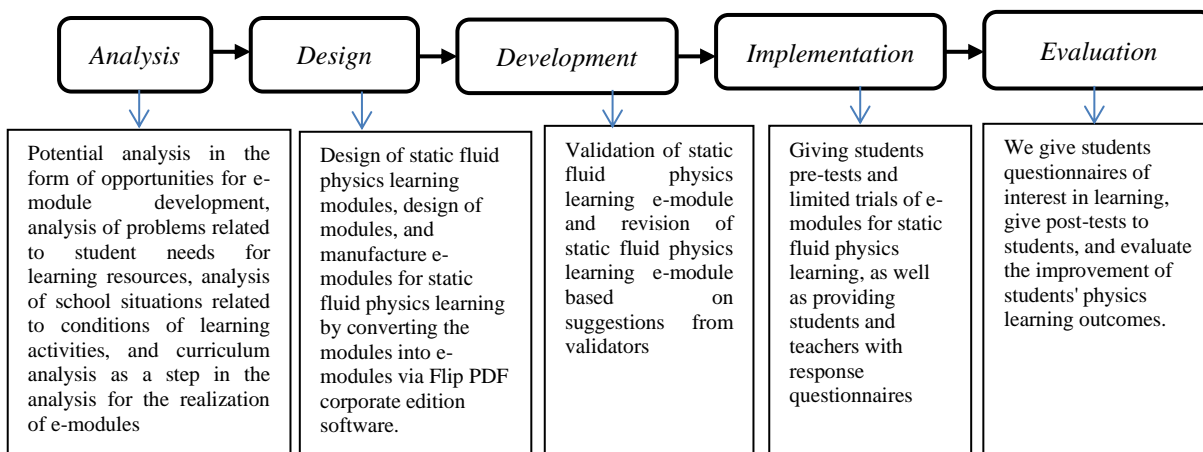 Analysis
Design
Development
Implementation
Evaluation
Potential analysis in the
form of opportunities for e-
module development,
analysis of problems related
to student needs for
learning resources, analysis
of school situations related
to conditions of learning
activities, and curriculum
analysis as a step in the
analysis for the realization
of e-modules
Design of static fluid
physics learning
modules, design of
modules, and
manufacture e-
modules for static
fluid physics learning
by converting the
modules into e-
modules via Flip PDF
corporate edition
software.
Validation of static
fluid physics
learning e-module
and revision of
static fluid physics
learning e-module
based on
suggestions from
validators
Giving students
pre-tests and
limited trials of e-
modules for static
fluid physics
learning, as well
as providing
students and
teachers with
response
questionnaires
We give students
questionnaires of
interest in learning,
give post-tests to
students, and evaluate
the improvement of
students' physics
learning outcomes.